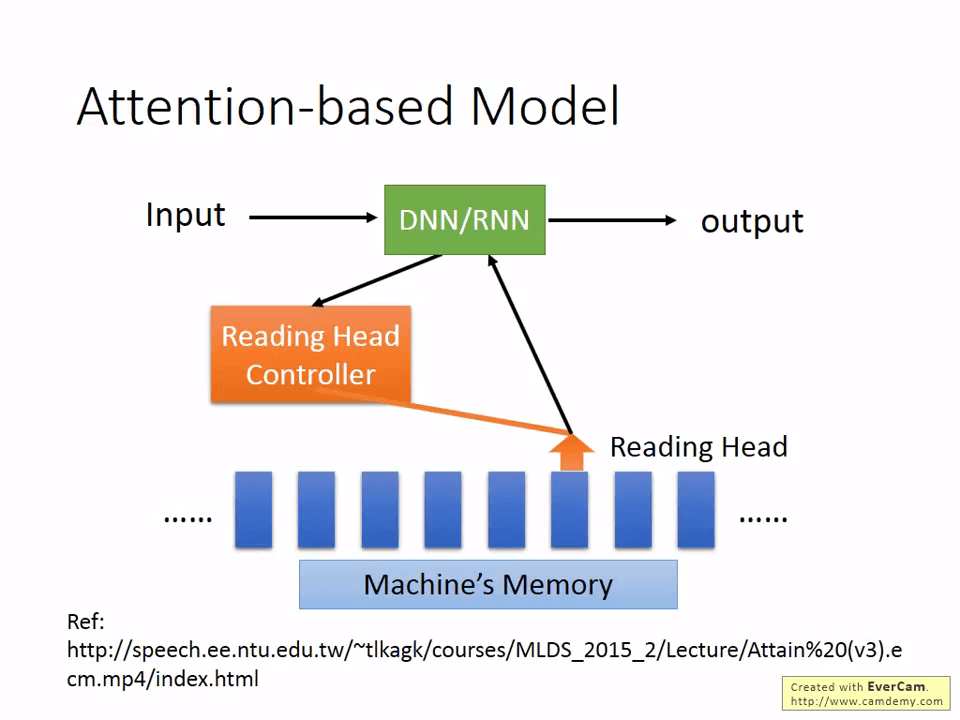 Attention-based Model
Input
DNN/RNN
output
Reading Head
Controller
Reading Head
……
……
Machine's Memory
Ref:
http://speech.ee.ntu.edu.tw/~tlkagk/courses/MLDS_2015_2/Lecture/Attain%20(v3).e
cm.mp4/index.html
Created with EverCam.
http://www.camdemy.com